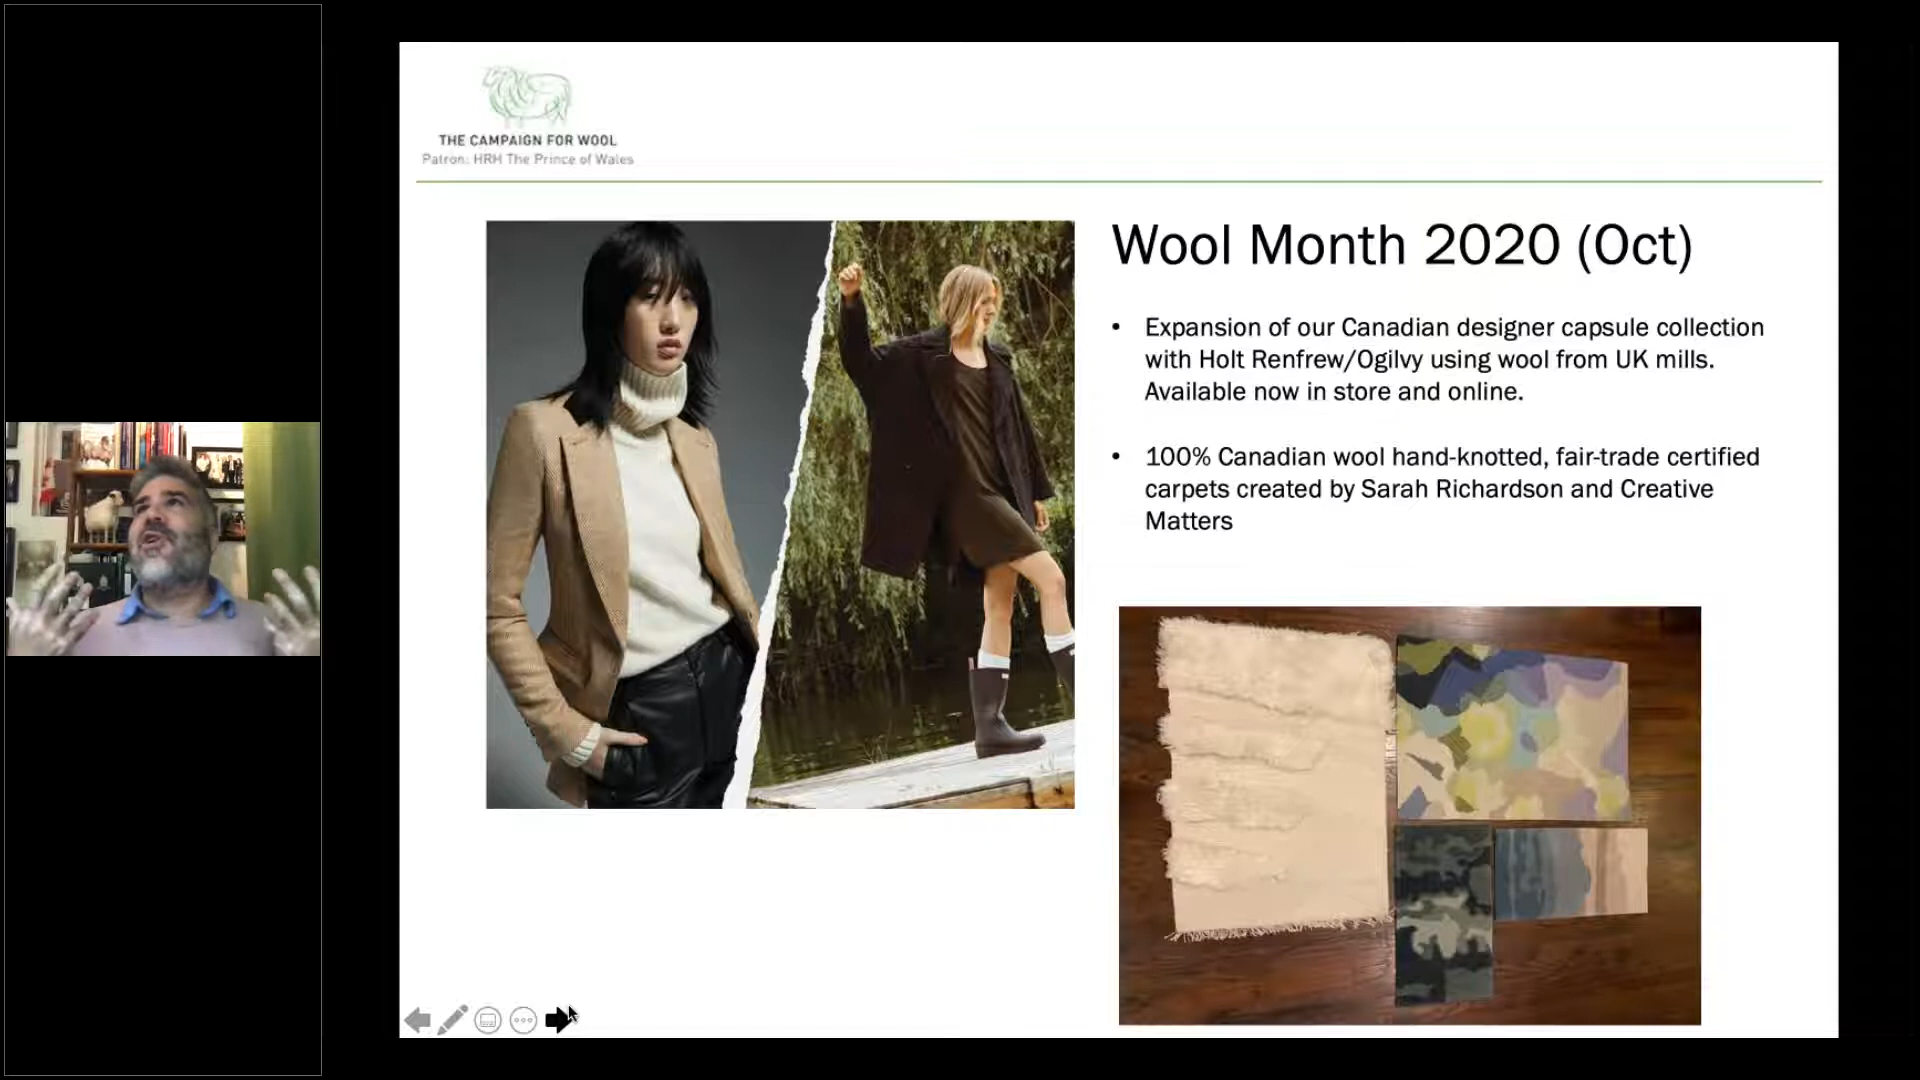 THE CAMPAIGN FOR WOOL
Patron: HRH The Prince of Wales
Wool Month 2020 (Oct)
• Expansion of our Canadian designer capsule collection
with Holt Renfrew/Ogilvy using wool from UK mills.
Available now in store and online.
• 100% Canadian wool hand-knotted, fair-trade certified
carpets created by Sarah Richardson and Creative
Matters